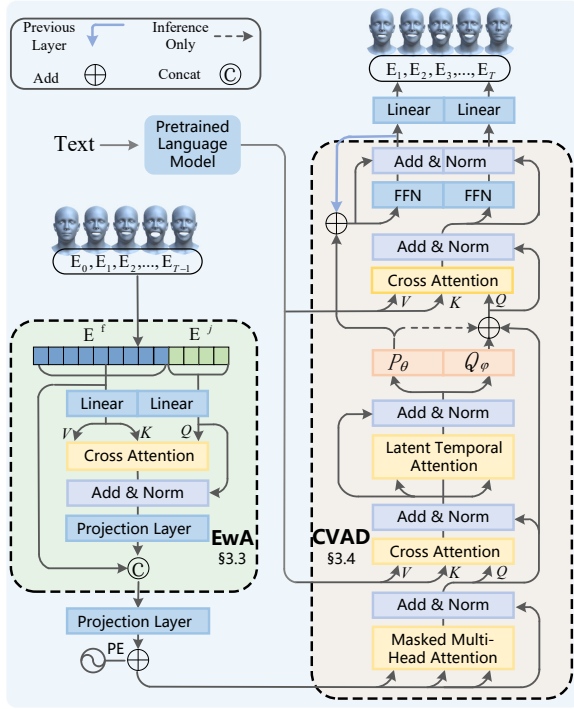 Previous
Layer
Inference
Only
Add
Concat
C
E₁, E₂, E₃,..., E_T
Linear
Linear
Text
Pretrained
Language
Model
Add & Norm
FFN
FFN
Add & Norm
Cross Attention
V
K
Q
E₀, E₁, E₂,..., E_T−1
E^f
E^j
Linear
Linear
V
K
Q
Cross Attention
Add & Norm
Projection Layer
EwA
§3.3
C
Projection Layer
PE
P_θ
Q_φ
Add & Norm
Latent Temporal
Attention
Add & Norm
CVAD
§3.4
Cross Attention
V
K
Q
Add & Norm
Masked Multi-
Head Attention